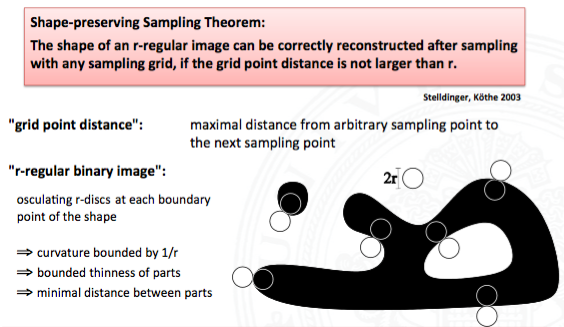 Shape-preserving Sampling Theorem:
The shape of an r-regular image can be correctly reconstructed after sampling
with any sampling grid, if the grid point distance is not larger than r.
Stelldinger, Köthe 2003
"grid point distance": maximal distance from arbitrary sampling point to
the next sampling point
"r-regular binary image":
2r
osculating r-discs at each boundary
point of the shape
⇒ curvature bounded by 1/r
⇒ bounded thinness of parts
⇒ minimal distance between parts